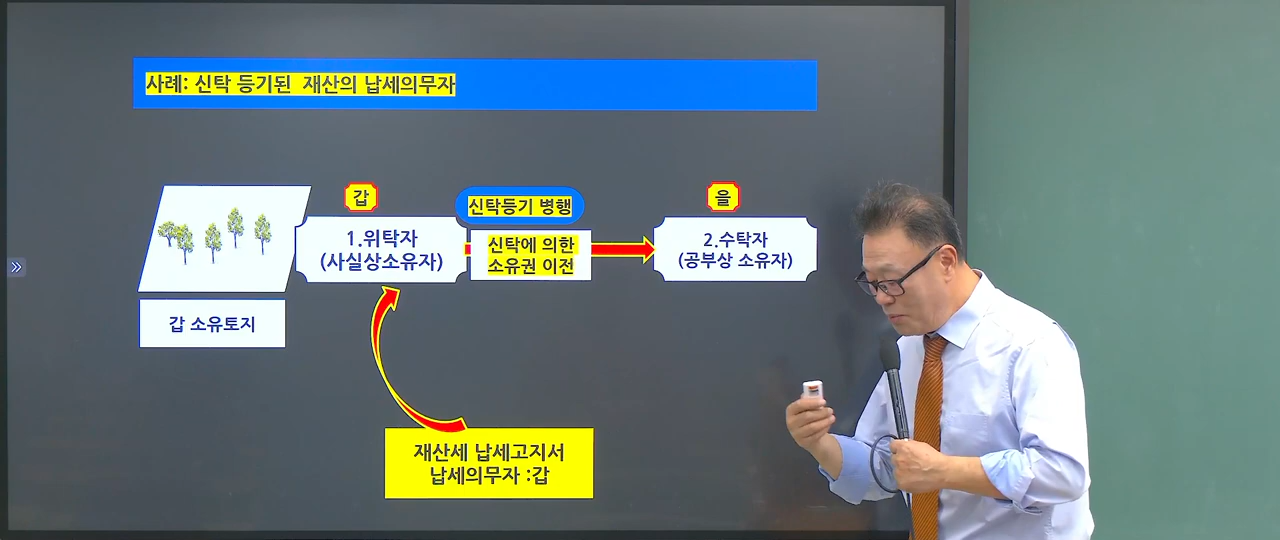 사례: 신탁 등기된 재산의 납세의무자
갑
신탁등기 병행
을
1.위탁자
(사실상소유자)
신탁에 의한
소유권 이전
2.수탁자
(공부상 소유자)
갑 소유토지
재산세 납세고지서
납세의무자 :갑